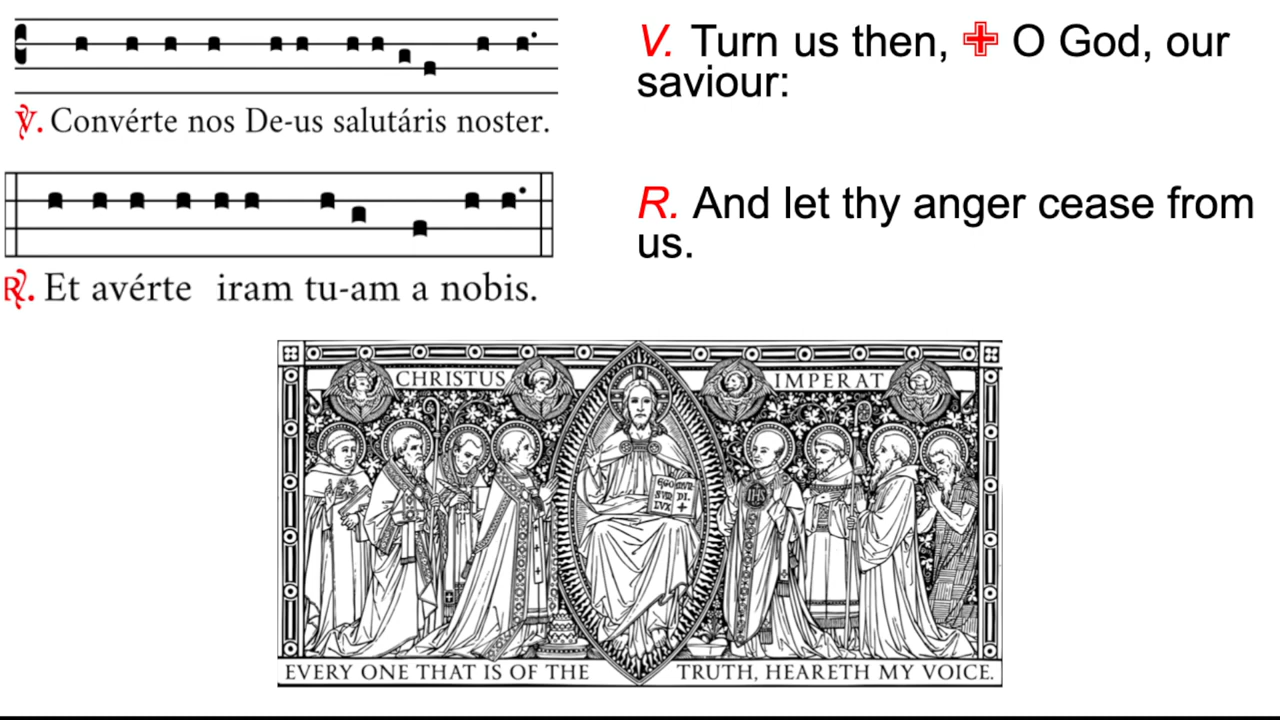 ℣. Convérte nos De-us salutáris noster.
℟. Et avérte iram tu-am a nobis.
V. Turn us then, ✙ O God, our
saviour:
R. And let thy anger cease from
us.
CHRISTUS IMPERAT
IHS
EVERY ONE THAT IS OF THE TRUTH, HEARETH MY VOICE.